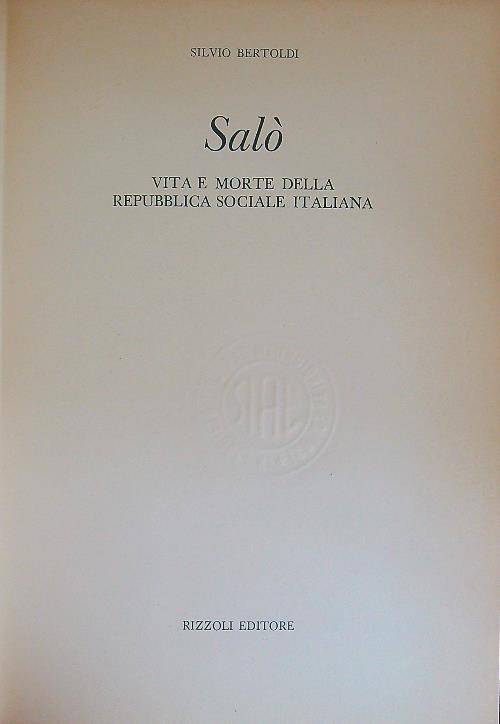 SILVIO BERTOLDI
Salò
VITA E MORTE DELLA
REPUBBLICA SOCIALE ITALIANA
RIZZOLI EDITORE